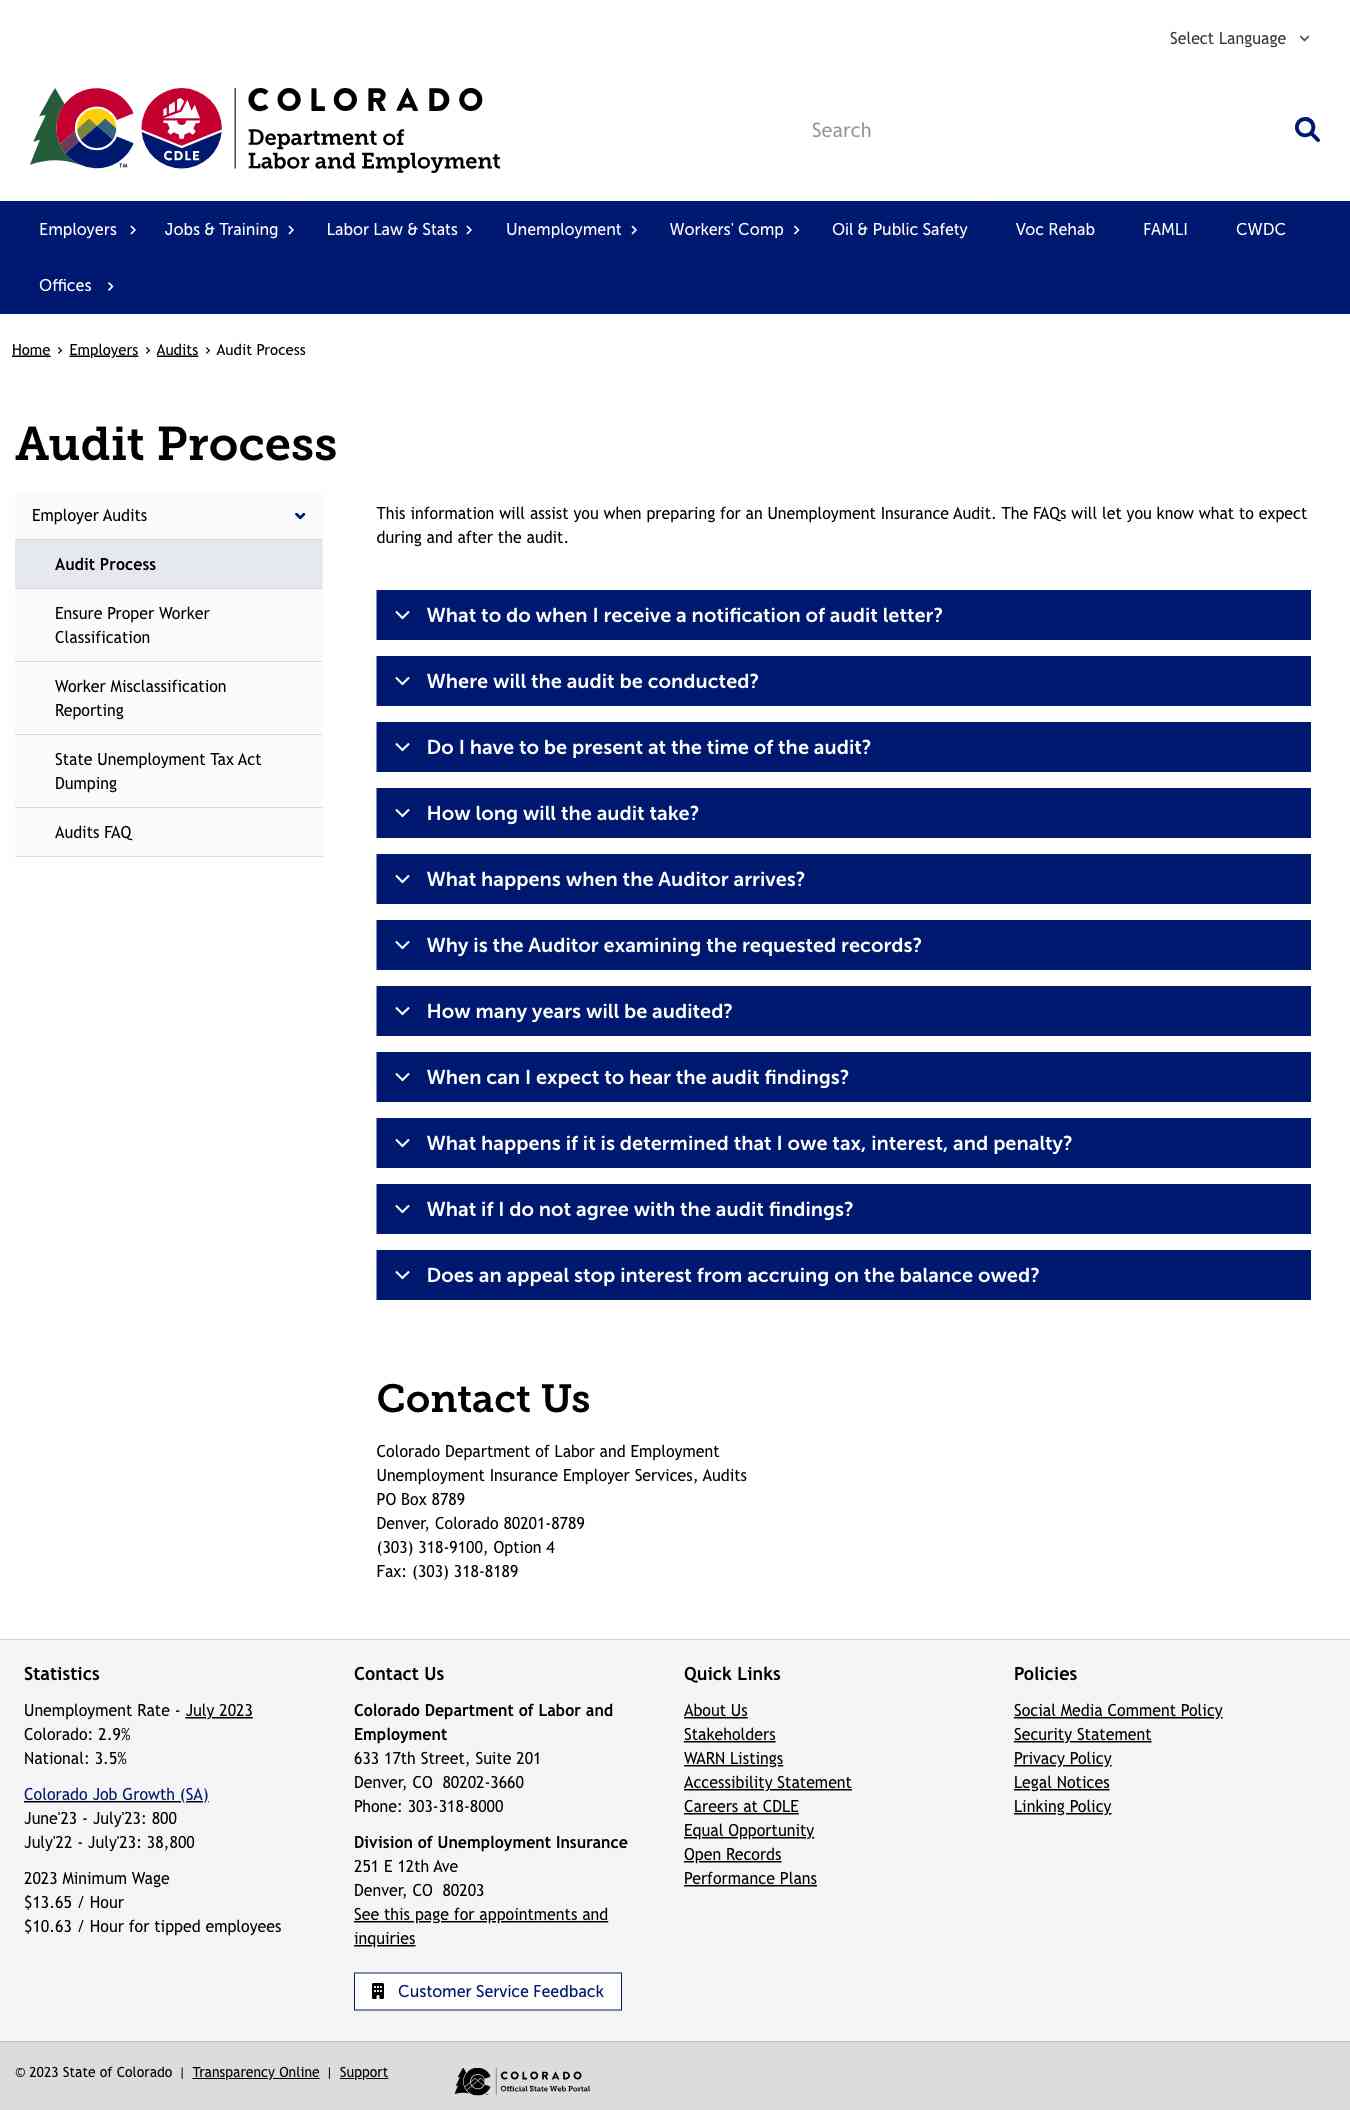 Select Language
COLORADO
Department of
Labor and Employment
CDLE
TM
Search
Employers
Jobs & Training
Labor Law & Stats
Unemployment
Workers' Comp
Oil & Public Safety
Voc Rehab
FAMLI
CWDC
Offices
Home › Employers › Audits › Audit Process
Audit Process
Employer Audits
Audit Process
Ensure Proper Worker
Classification
Worker Misclassification
Reporting
State Unemployment Tax Act
Dumping
Audits FAQ
This information will assist you when preparing for an Unemployment Insurance Audit. The FAQs will let you know what to expect
during and after the audit.
What to do when I receive a notification of audit letter?
Where will the audit be conducted?
Do I have to be present at the time of the audit?
How long will the audit take?
What happens when the Auditor arrives?
Why is the Auditor examining the requested records?
How many years will be audited?
When can I expect to hear the audit findings?
What happens if it is determined that I owe tax, interest, and penalty?
What if I do not agree with the audit findings?
Does an appeal stop interest from accruing on the balance owed?
Contact Us
Colorado Department of Labor and Employment
Unemployment Insurance Employer Services, Audits
PO Box 8789
Denver, Colorado 80201-8789
(303) 318-9100, Option 4
Fax: (303) 318-8189
Statistics
Unemployment Rate - July 2023
Colorado: 2.9%
National: 3.5%
Colorado Job Growth (SA)
June'23 - July'23: 800
July'22 - July'23: 38,800
2023 Minimum Wage
$13.65 / Hour
$10.63 / Hour for tipped employees
Contact Us
Colorado Department of Labor and
Employment
633 17th Street, Suite 201
Denver, CO 80202-3660
Phone: 303-318-8000
Division of Unemployment Insurance
251 E 12th Ave
Denver, CO 80203
See this page for appointments and
inquiries
Customer Service Feedback
Quick Links
About Us
Stakeholders
WARN Listings
Accessibility Statement
Careers at CDLE
Equal Opportunity
Open Records
Performance Plans
Policies
Social Media Comment Policy
Security Statement
Privacy Policy
Legal Notices
Linking Policy
© 2023 State of Colorado | Transparency Online | Support
COLORADO
Official State Web Portal